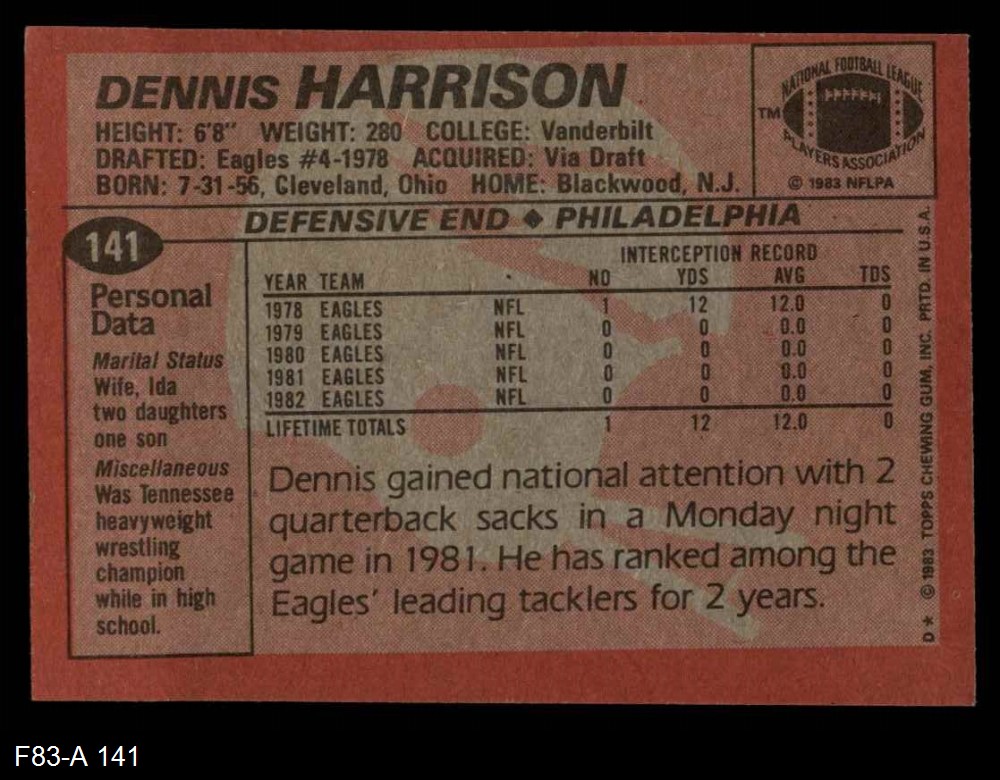 DENNIS HARRISON
HEIGHT: 6'8" WEIGHT: 280 COLLEGE: Vanderbilt
DRAFTED: Eagles #4-1978 ACQUIRED: Via Draft
BORN: 7-31-56, Cleveland, Ohio HOME: Blackwood, N.J.
NATIONAL FOOTBALL LEAGUE
TM
PLAYERS ASSOCIATION
© 1983 NFLPA
DEFENSIVE END ◆ PHILADELPHIA
141
Personal
Data
Marital Status
Wife, Ida
two daughters
one son
Miscellaneous
Was Tennessee
heavyweight
wrestling
champion
while in high
school.
INTERCEPTION RECORD
YEAR TEAM NO YDS AVG TDS
1978 EAGLES NFL 1 12 12.0 0
1979 EAGLES NFL 0 0 0.0 0
1980 EAGLES NFL 0 0 0.0 0
1981 EAGLES NFL 0 0 0.0 0
1982 EAGLES NFL 0 0 0.0 0
LIFETIME TOTALS 1 12 12.0 0
Dennis gained national attention with 2
quarterback sacks in a Monday night
game in 1981. He has ranked among the
Eagles' leading tacklers for 2 years.
D* © 1983 TOPPS CHEWING GUM, INC. PRTD. IN U.S.A.
F83-A 141